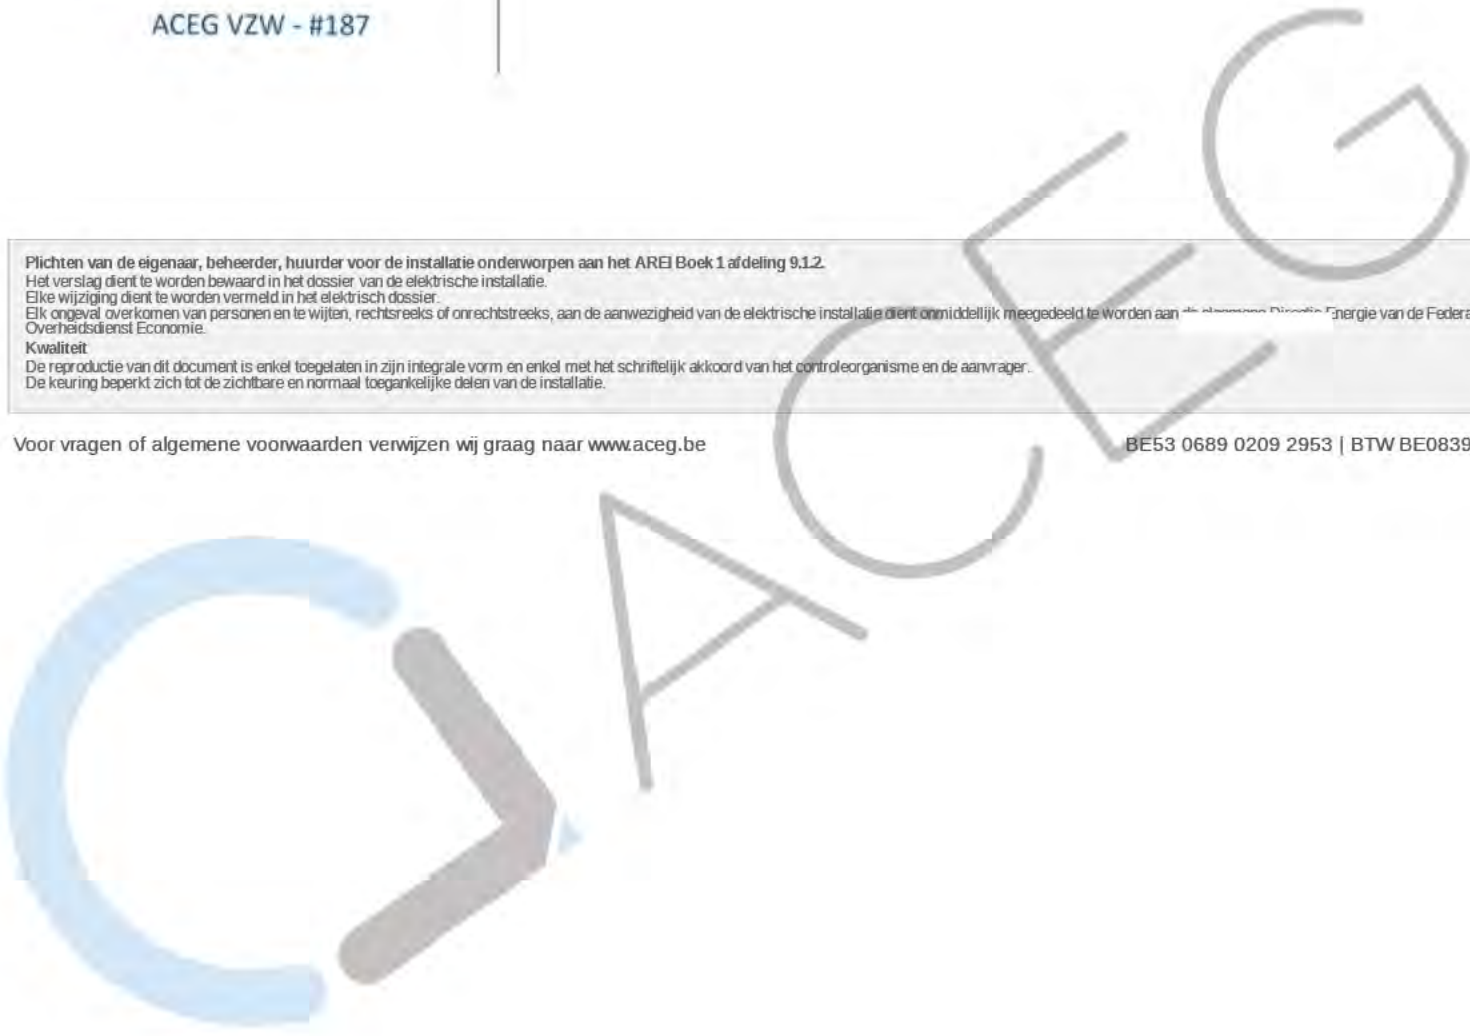 ACEG VZW - #187
Plichten van de eigenaar, beheerder, huurder voor de installatie onderworpen aan het AREI Boek 1 afdeling 9.1.2.
Het verslag dient te worden bewaard in het dossier van de elektrische installatie.
Elke wijziging dient te worden vermeld in het elektrisch dossier.
Elk ongeval overkomen van personen en te wijten, rechtsreeks of onrechtstreeks, aan de aanwezigheid van de elektrische installatie dient onmiddellijk meegedeeld te worden aan Energie van de Federa
Overheidsdienst Economie.
Kwaliteit
De reproductie van dit document is enkel toegelaten in zijn integrale vorm en enkel met het schriftelijk akkoord van het controleorganisme en de aanvrager.
De keuring beperkt zich tot de zichtbare en normaal toegankelijke delen van de installatie.
Voor vragen of algemene voorwaarden verwijzen wij graag naar www.aceg.be
BE53 0689 0209 2953 | BTW BE0839
ACEG